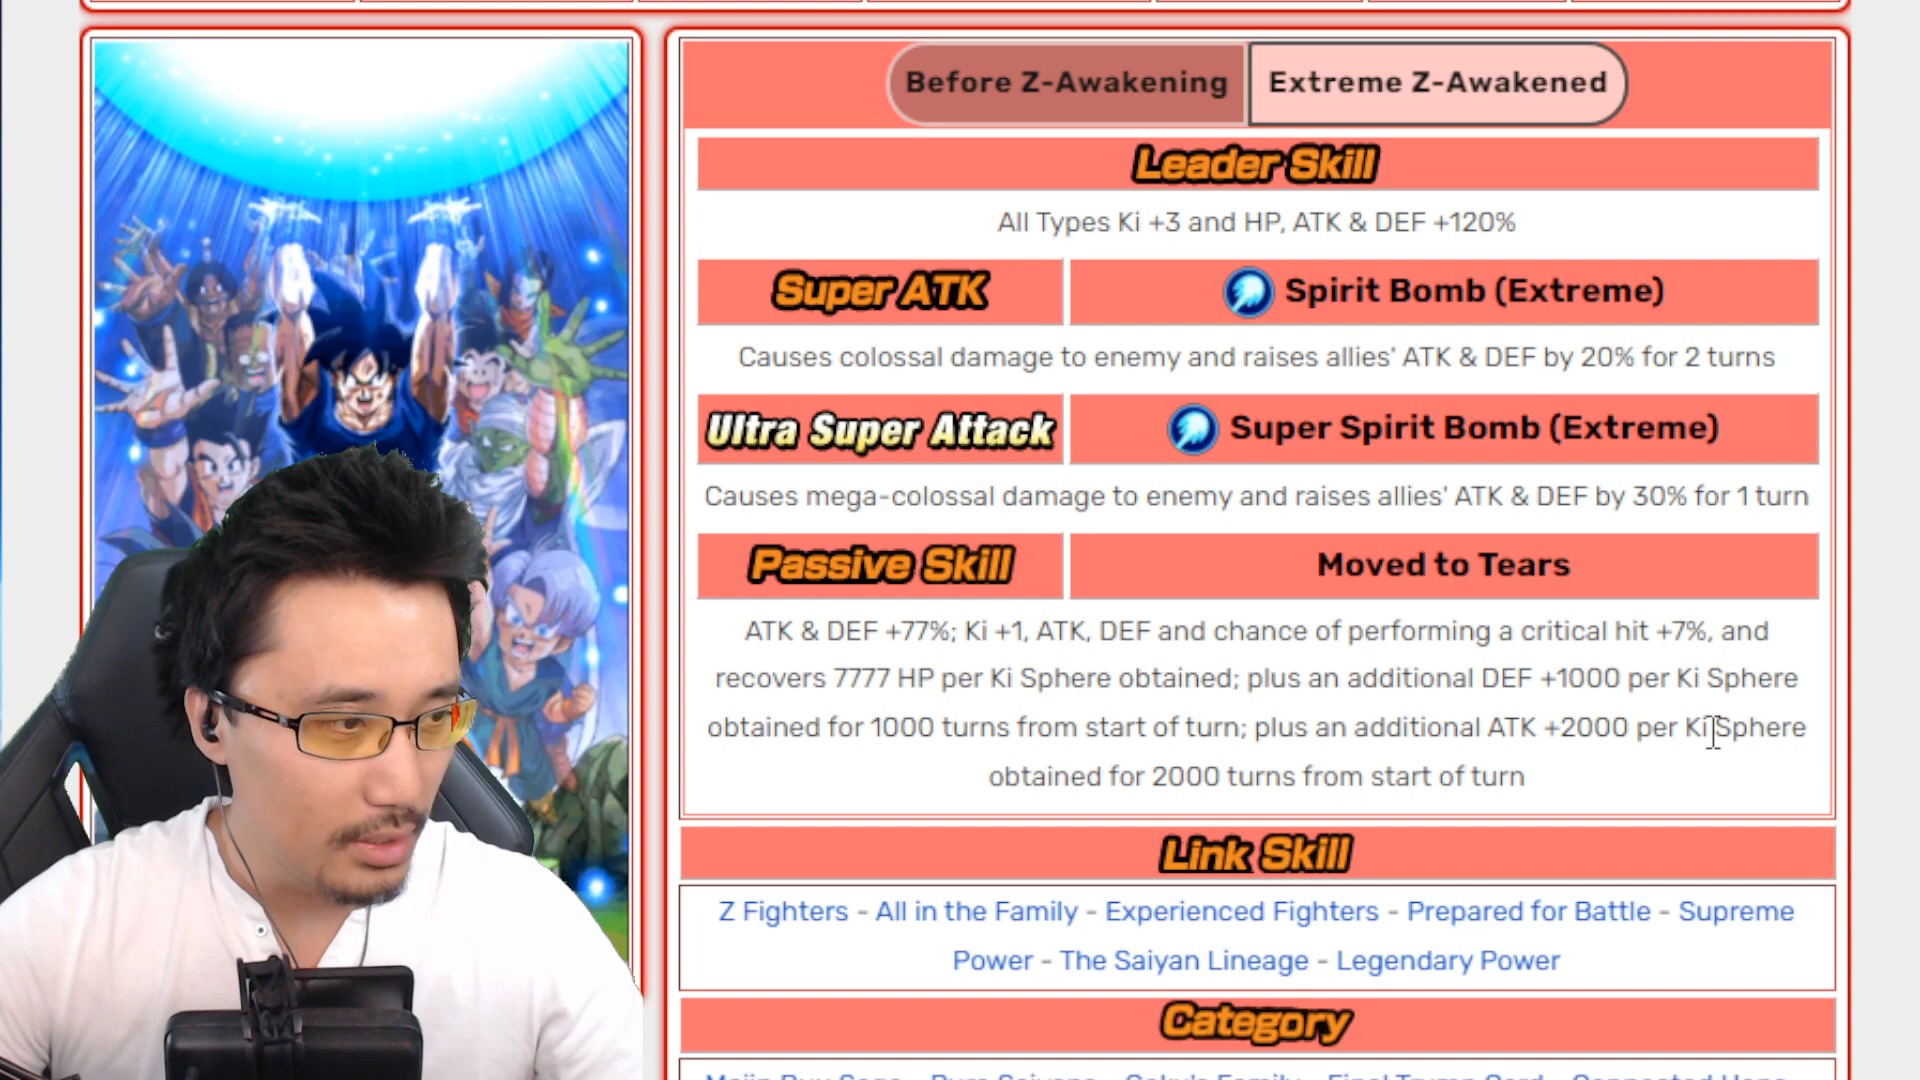 Before Z-Awakening
Extreme Z-Awakened
Leader Skill
All Types Ki +3 and HP, ATK & DEF +120%
Super ATK
Spirit Bomb (Extreme)
Causes colossal damage to enemy and raises allies' ATK & DEF by 20% for 2 turns
Ultra Super Attack
Super Spirit Bomb (Extreme)
Causes mega-colossal damage to enemy and raises allies' ATK & DEF by 30% for 1 turn
Passive Skill
Moved to Tears
ATK & DEF +77%; Ki +1, ATK, DEF and chance of performing a critical hit +7%, and
recovers 7777 HP per Ki Sphere obtained; plus an additional DEF +1000 per Ki Sphere
obtained for 1000 turns from start of turn; plus an additional ATK +2000 per Ki Sphere
obtained for 2000 turns from start of turn
Link Skill
Z Fighters - All in the Family - Experienced Fighters - Prepared for Battle - Supreme
Power - The Saiyan Lineage - Legendary Power
Category